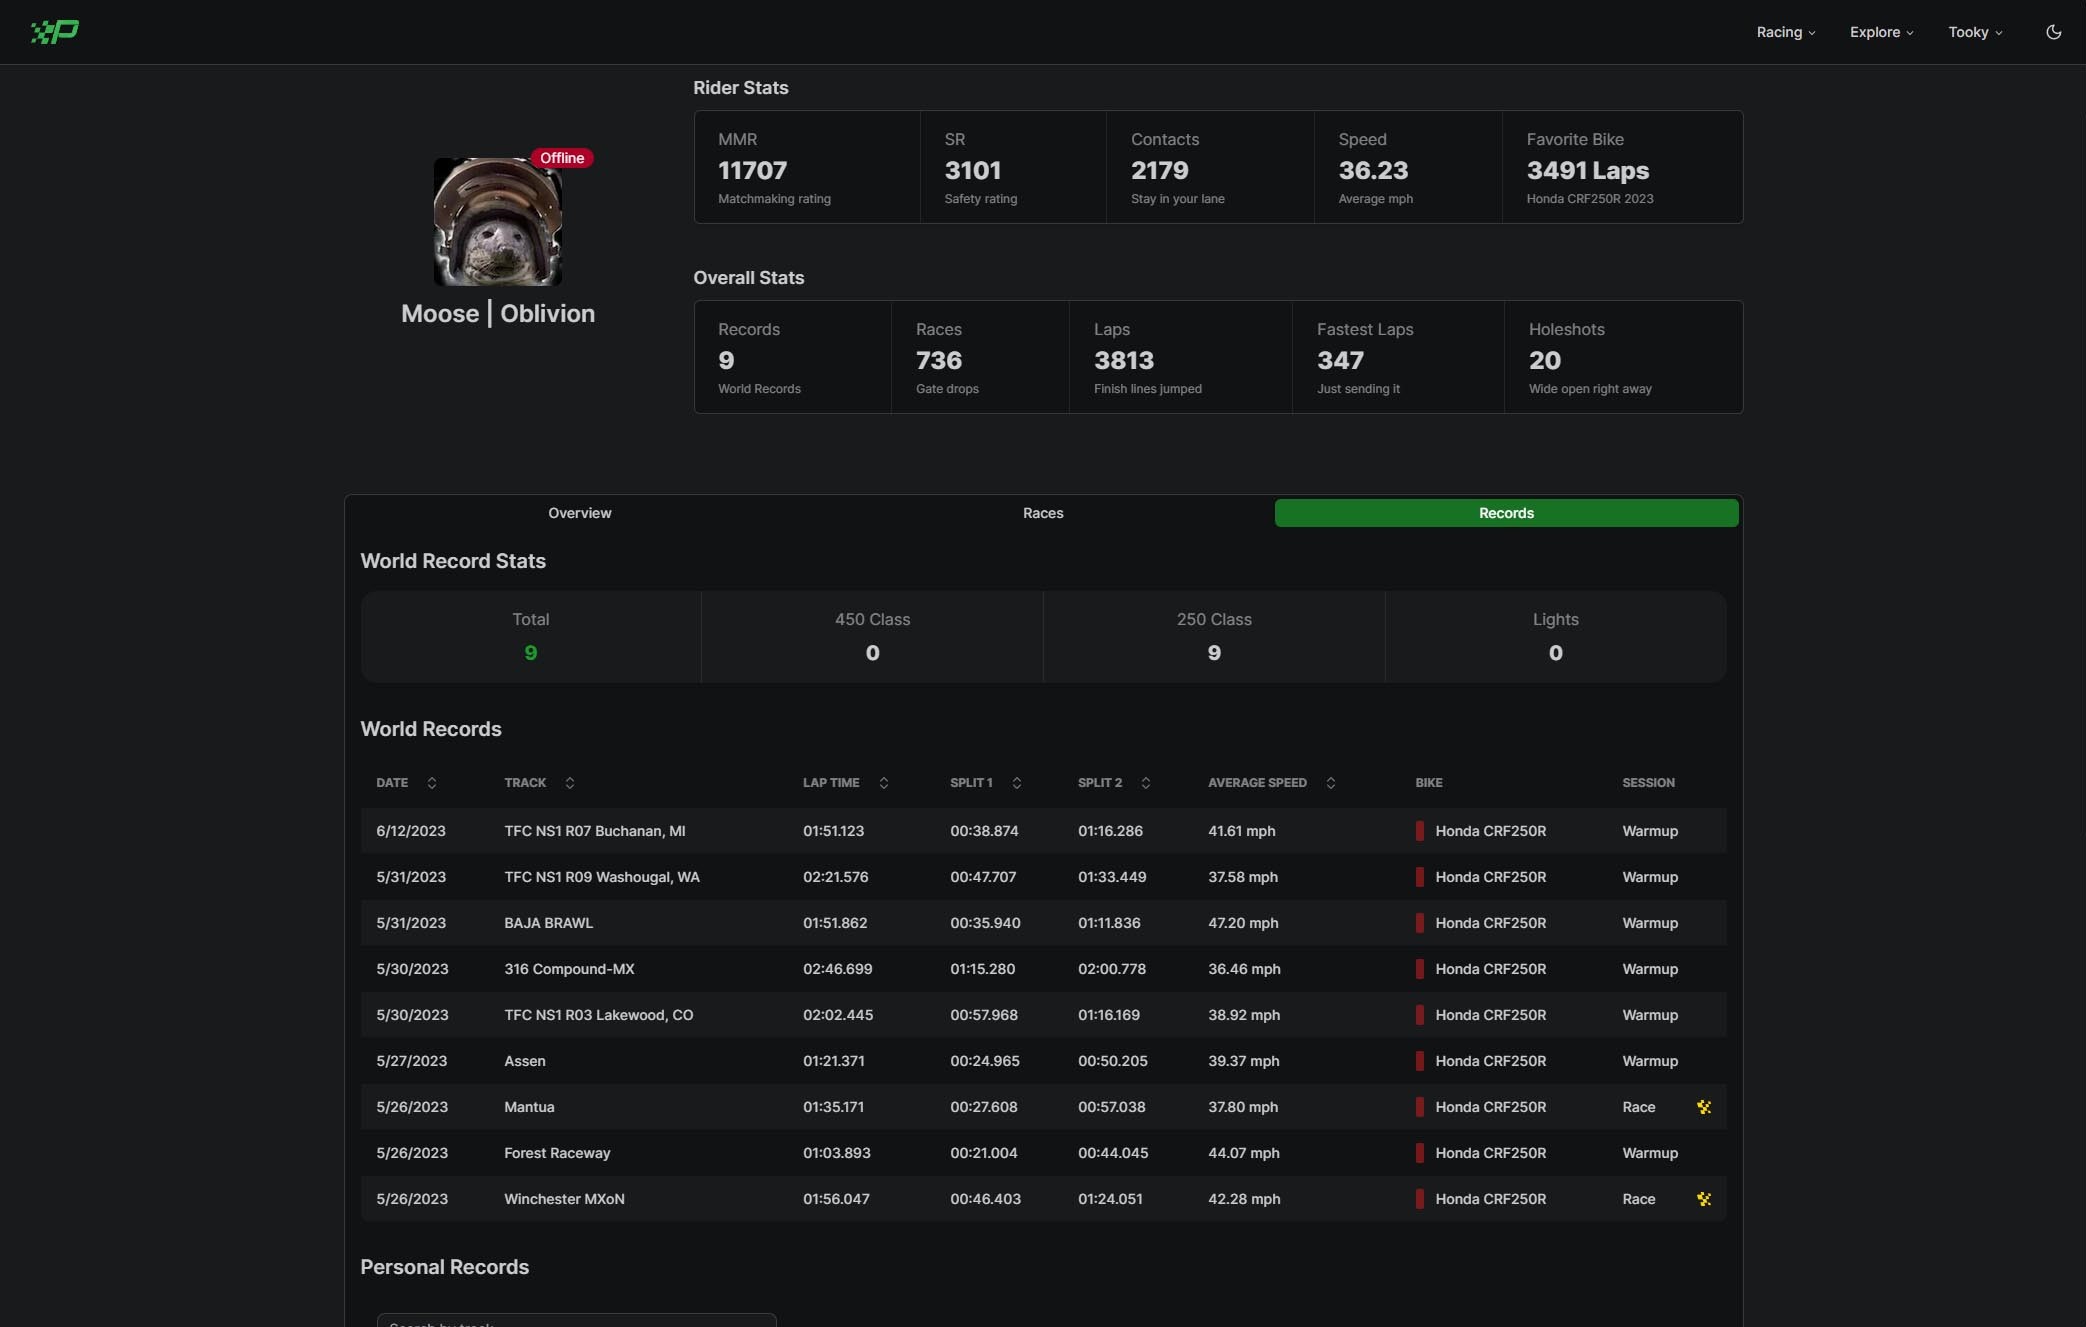 Racing Explore Tooky
Rider Stats
MMR SR Contacts Speed Favorite Bike
11707 3101 2179 36.23 3491 Laps
Matchmaking rating Safety rating Stay in your lane Average mph Honda CRF250R 2023
Offline
Moose | Oblivion
Overall Stats
Records Races Laps Fastest Laps Holeshots
9 736 3813 347 20
World Records Gate drops Finish lines jumped Just sending it Wide open right away
Overview Races Records
World Record Stats
Total 450 Class 250 Class Lights
9 0 9 0
World Records
DATE TRACK LAP TIME SPLIT 1 SPLIT 2 AVERAGE SPEED BIKE SESSION
6/12/2023 TFC NS1 R07 Buchanan, MI 01:51.123 00:38.874 01:16.286 41.61 mph Honda CRF250R Warmup
5/31/2023 TFC NS1 R09 Washougal, WA 02:21.576 00:47.707 01:33.449 37.58 mph Honda CRF250R Warmup
5/31/2023 BAJA BRAWL 01:51.862 00:35.940 01:11.836 47.20 mph Honda CRF250R Warmup
5/30/2023 316 Compound-MX 02:46.699 01:15.280 02:00.778 36.46 mph Honda CRF250R Warmup
5/30/2023 TFC NS1 R03 Lakewood, CO 02:02.445 00:57.968 01:16.169 38.92 mph Honda CRF250R Warmup
5/27/2023 Assen 01:21.371 00:24.965 00:50.205 39.37 mph Honda CRF250R Warmup
5/26/2023 Mantua 01:35.171 00:27.608 00:57.038 37.80 mph Honda CRF250R Race
5/26/2023 Forest Raceway 01:03.893 00:21.004 00:44.045 44.07 mph Honda CRF250R Warmup
5/26/2023 Winchester MXoN 01:56.047 00:46.403 01:24.051 42.28 mph Honda CRF250R Race
Personal Records
Search by track